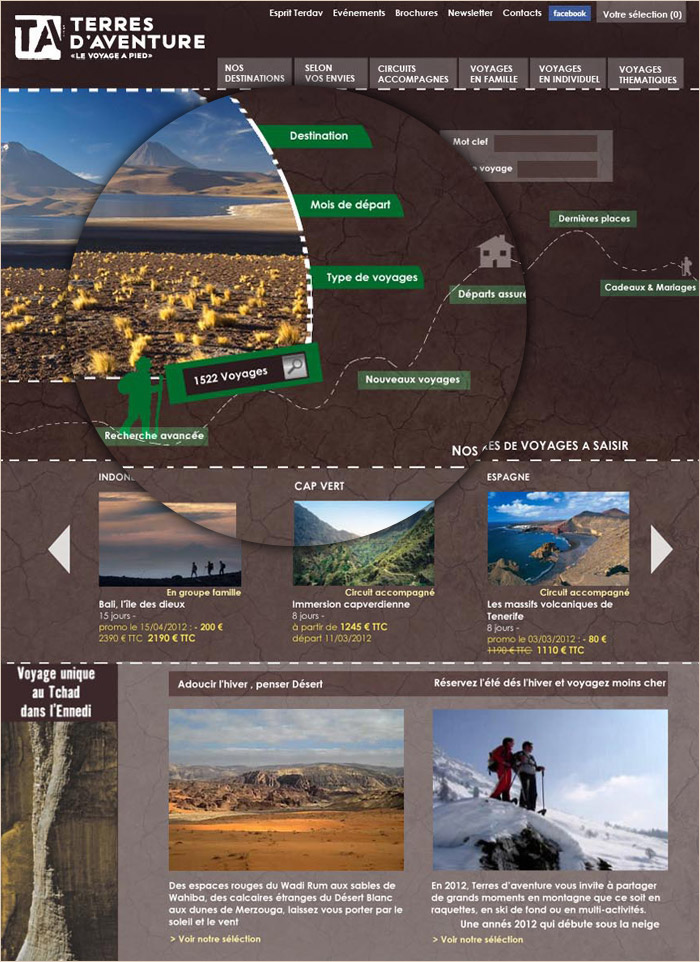 Esprit Terdav Evénements Brochures Newsletter Contacts facebook Votre sélection (0)
TA TERRES
D'AVENTURE
«LE VOYAGE A PIED»
NOS
DESTINATIONS
SELON
VOS ENVIES
CIRCUITS
ACCOMPAGNES
VOYAGES
EN FAMILLE
VOYAGES
EN INDIVIDUEL
VOYAGES
THEMATIQUES
Destination
Mot clef
voyage
Mois de départ
Dernières places
Type de voyages
Départs assure
Cadeaux & Mariages
1522 Voyages
Nouveaux voyages
Recherche avancée
NOS RES DE VOYAGES A SAISIR
INDON
CAP VERT
ESPAGNE
En groupe famille
Bali, l'île des dieux
15 jours -
promo le 15/04/2012 : - 200 €
2390 € TTC 2190 € TTC
Circuit accompagné
Immersion capverdienne
8 jours -
à partir de 1245 € TTC
départ 11/03/2012
Circuit accompagné
Les massifs volcaniques de
Tenerife
8 jours -
promo le 03/03/2012 : - 80 €
1190 € TTC 1110 € TTC
Voyage unique
au Tchad
dans l'Ennedi
Adoucir l'hiver , penser Désert
Des espaces rouges du Wadi Rum aux sables de
Wahiba, des calcaires étranges du Désert Blanc
aux dunes de Merzouga, laissez vous porter par le
soleil et le vent
> Voir notre séléction
Réservez l'été dés l'hiver et voyagez moins cher
En 2012, Terres d'aventure vous invite à partager
de grands moments en montagne que ce soit en
raquettes, en ski de fond ou en multi-activités.
Une annés 2012 qui débute sous la neige
> Voir notre séléction